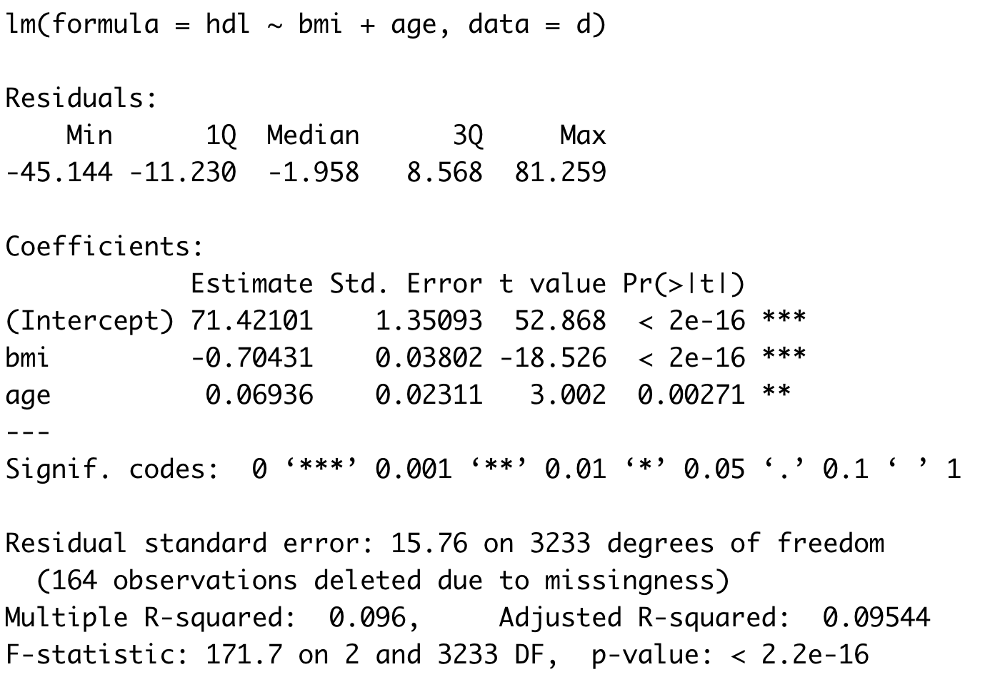 lm(formula = hdl ~ bmi + age, data = d)
Residuals:
    Min      1Q  Median      3Q     Max
-45.144 -11.230  -1.958   8.568  81.259
Coefficients:
            Estimate Std. Error t value Pr(>|t|)
(Intercept) 71.42101    1.35093  52.868  < 2e-16 ***
bmi         -0.70431    0.03802 -18.526  < 2e-16 ***
age          0.06936    0.02311   3.002  0.00271 **
---
Signif. codes:  0 ‘***’ 0.001 ‘**’ 0.01 ‘*’ 0.05 ‘.’ 0.1 ‘ ’ 1
Residual standard error: 15.76 on 3233 degrees of freedom
  (164 observations deleted due to missingness)
Multiple R-squared:  0.096,     Adjusted R-squared:  0.09544
F-statistic: 171.7 on 2 and 3233 DF,  p-value: < 2.2e-16